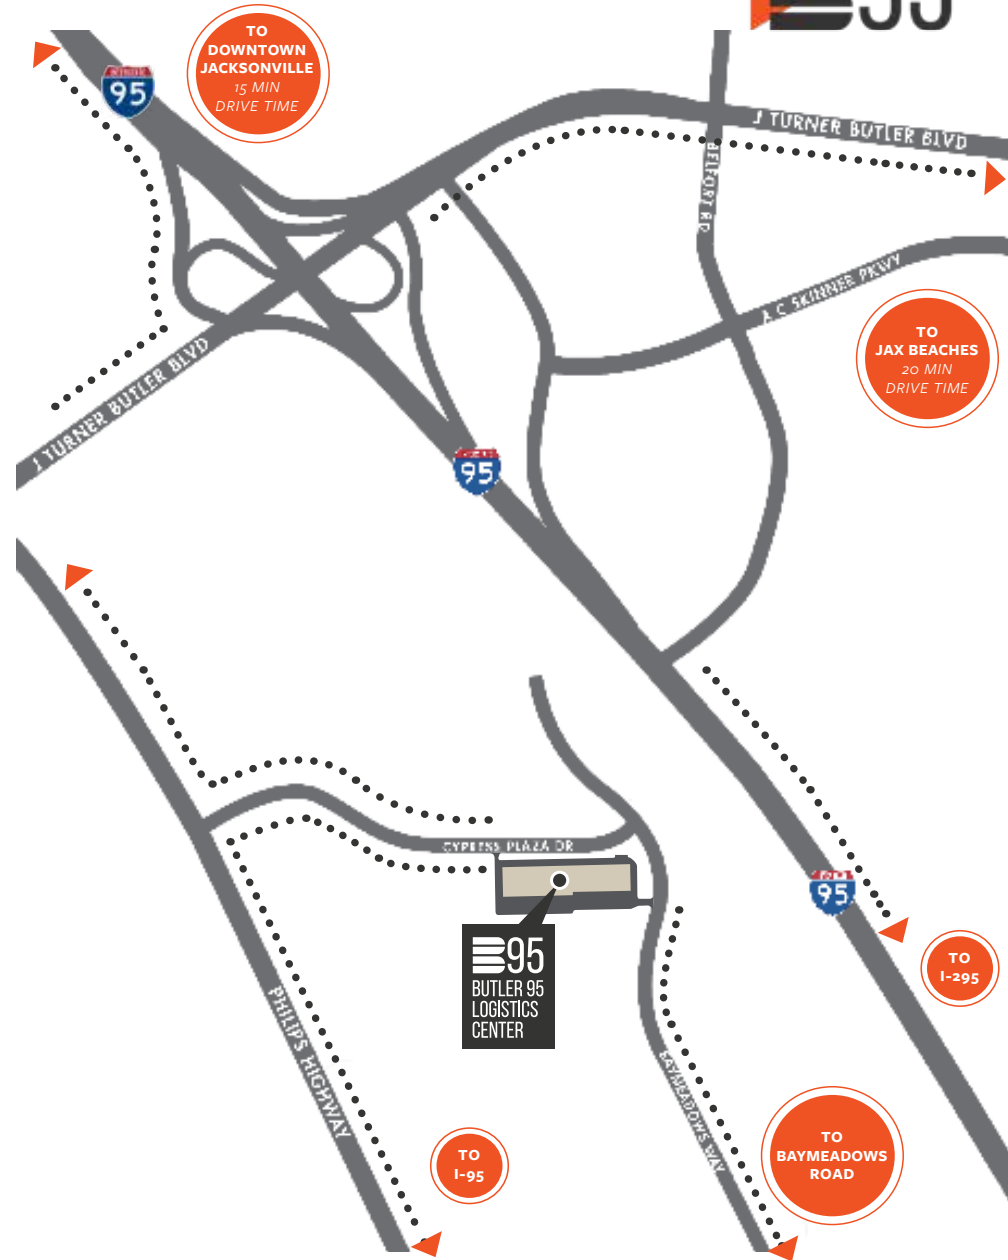 TO
DOWNTOWN
JACKSONVILLE
15 MIN
DRIVE TIME
95
J TURNER BUTLER BLVD
BELFORT RD
A C SKINNER PKWY
TO
JAX BEACHES
20 MIN
DRIVE TIME
J TURNER BUTLER BLVD
95
CYPRESS PLAZA DR
95
95
BUTLER 95
LOGISTICS
CENTER
TO
I-295
PHILIPS HIGHWAY
BAYMEADOWS WAY
TO
I-95
TO
BAYMEADOWS
ROAD